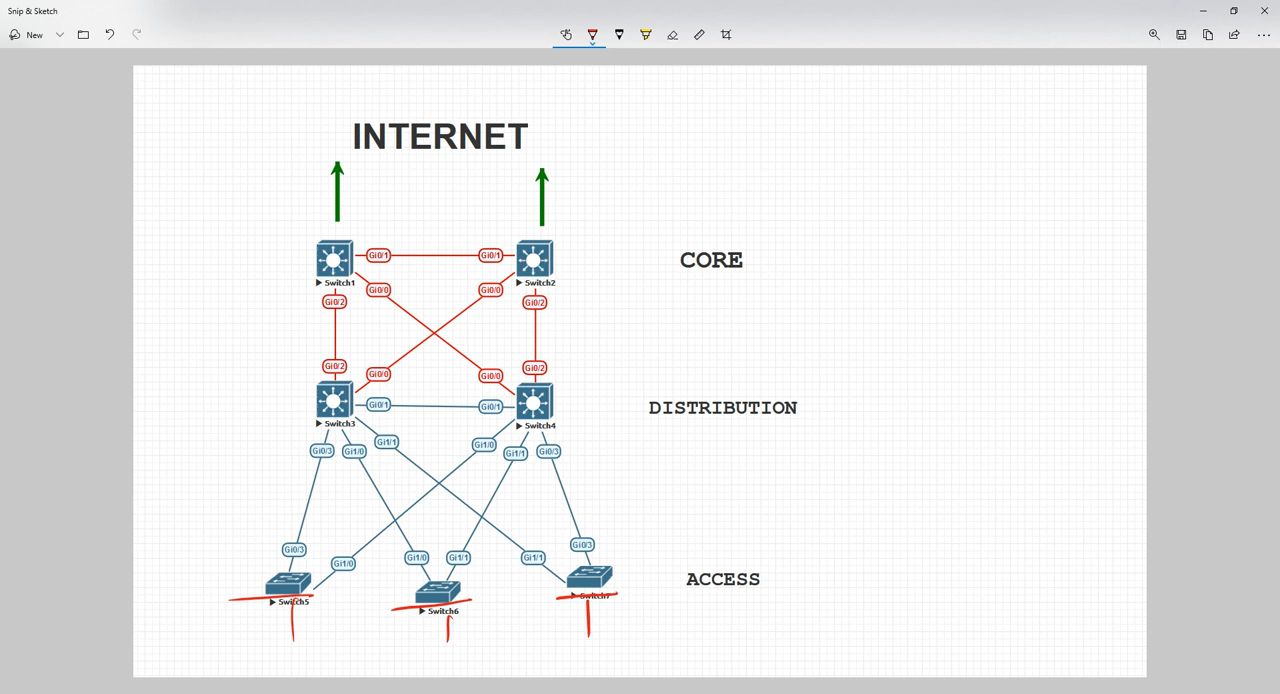 Snip & Sketch
New
INTERNET
Gi0/1 Gi0/1
CORE
Switch1 Switch2
Gi0/0 Gi0/0
Gi0/2 Gi0/2
Gi0/2 Gi0/2
Gi0/0 Gi0/0
Gi0/1 Gi0/1
DISTRIBUTION
Switch3 Switch4
Gi1/1 Gi1/0
Gi0/3 Gi1/0 Gi1/1 Gi0/3
Gi0/3 Gi1/0 Gi1/0 Gi1/1 Gi1/1 Gi0/3
ACCESS
Switch5 Switch6 Switch7